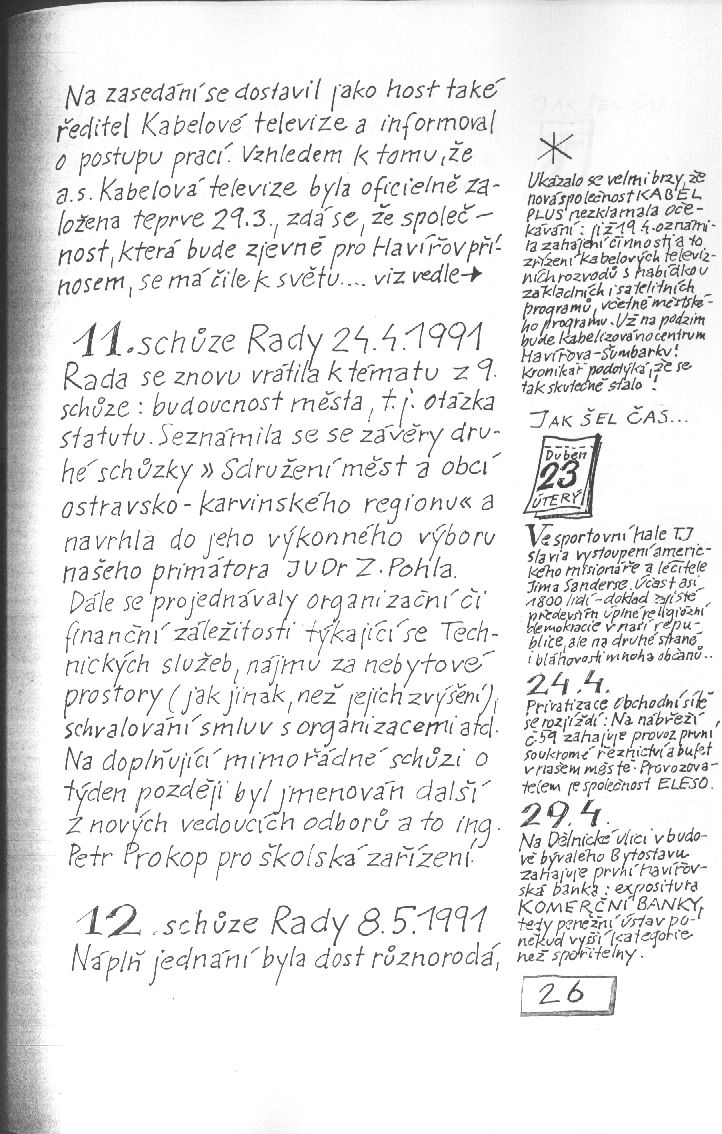 Na zasedání se dostavil jako host také
ředitel Kabelové televize a informoval
o postupu prací. Vzhledem k tomu, že
a.s. Kabelová televize byla oficielně za-
ložena teprve 29.3., zdá se, že společ-
nost, která bude zjevně pro Havířov pří-
nosem, se má čile k světu.... viz vedle→
11. schůze Rady 24.4.1991
Rada se znovu vrátila k tématu z 9.
schůze: budoucnost města, t.j. otázka
statutu. Seznámila se se závěry dru-
hé schůzky » Sdružení měst a obcí
ostravsko-karvinského regionu« a
navrhla do jeho výkonného výboru
našeho primátora JUDr Z. Pohla.
Dále se projednávaly organizační či
finanční záležitosti týkající se Tech-
nických služeb, nájmu za nebytové
prostory (jak jinak, než jejich zvýšení),
schvalování smluv s organizacemi atd.
Na doplňující mimořádné schůzi o
týden později byl jmenován další
z nových vedoucích odborů a to ing.
Petr Prokop pro školská zařízení.
12. schůze Rady 8.5.1991
Náplň jednání byla dost různorodá,
*
Ukázalo se velmi brzy, že
nová společnost KABEL
PLUS nezklamala oče-
kávání: již 19.4. oznámi-
la zahájení činnosti a to
zřízení kabelových televiz-
ních rozvodů s nabídkou
základních i satelitních
programů, včetně městské-
ho programu. Už na podzim
bude kabelizováno centrum
Havířova-Šumbarku!
kronikář podotýká, že se
tak skutečně stalo!
JAK ŠEL ČAS...
Duben
23
ÚTERÝ
Ve sportovní hale TJ
Slavia vystoupení americ-
kého misionáře a léčitele
Jima Sanderse. Účast asi
1800 lidí - doklad zajisté
především úplné religiózní
demokracie v naší repu-
blice, ale na druhé straně
i bláhovosti mnoha občanů..
24.4.
Privatizace obchodní sítě
se rozjíždí: Na nábřeží,
č 59 zahajuje provoz první
soukromé řeznictví a bufet
v našem městě. Provozova-
telem je společnost ELESO.
29.4.
Na Dělnické ulici v budo-
vě bývalého Bytostavu
zahajuje první havířov-
ská banka: expositura
KOMERČNÍ BANKY,
tedy peněžní ústav po-
někud vyšší kategorie
než spořitelny.
26